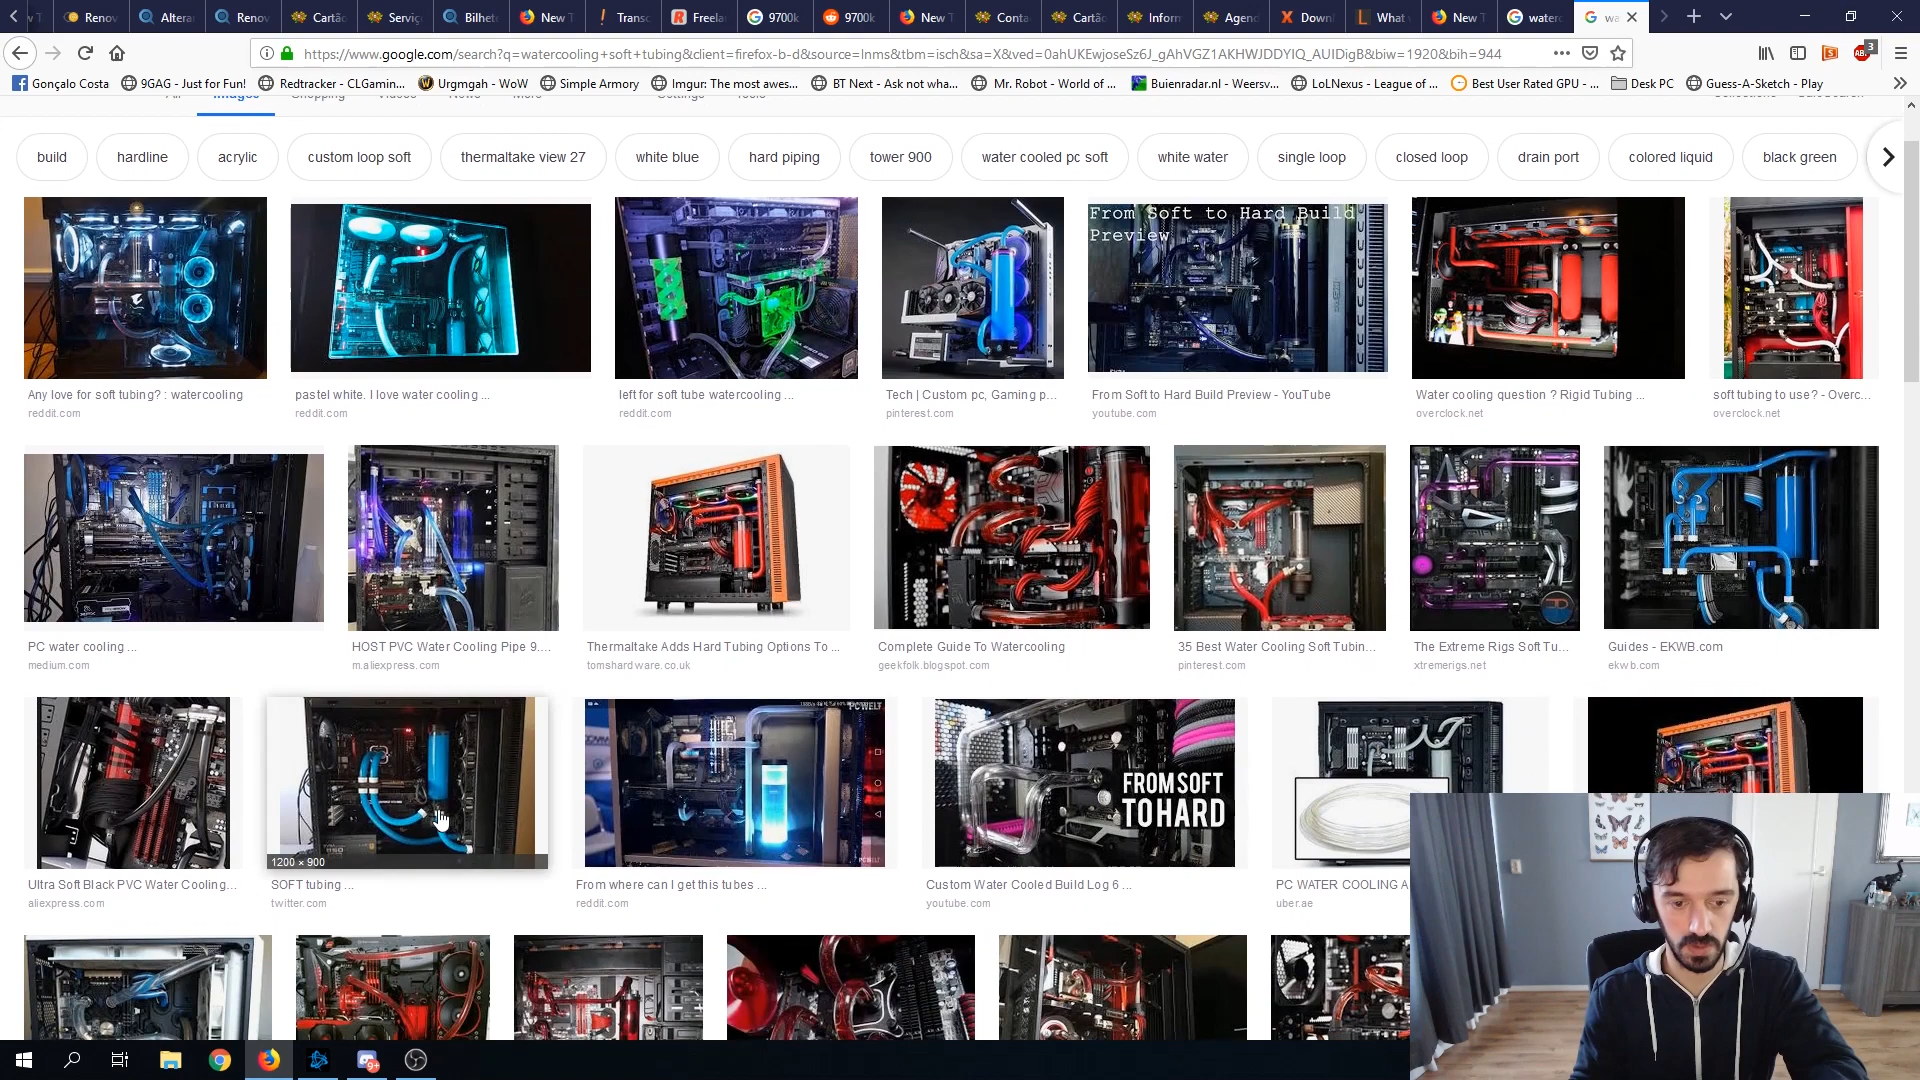 Renov
Altera
Renov
Cartão
Serviç
Bilhet
New T
Transc
Freela
9700k
9700k
New T
Conta
Cartão
Inform
Agend
Downl
What
New T
waterc
wa
https://www.google.com/search?q=watercooling+soft+tubing&client=firefox-b-d&source=lnms&tbm=isch&sa=X&ved=0ahUKEwjoseSz6J_gAhVGZ1AKHWJDDYIQ_AUIDigB&biw=1920&bih=944
3
Gonçalo Costa
9GAG - Just for Fun!
Redtracker - CLGamin...
Urgmgah - WoW
Simple Armory
Imgur: The most awes...
BT Next - Ask not wha...
Mr. Robot - World of ...
Buienradar.nl - Weersv...
LoLNexus - League of ...
Best User Rated GPU - ...
Desk PC
Guess-A-Sketch - Play
build
hardline
acrylic
custom loop soft
thermaltake view 27
white blue
hard piping
tower 900
water cooled pc soft
white water
single loop
closed loop
drain port
colored liquid
black green
From Soft to Hard Build
Preview
Any love for soft tubing? : watercooling
reddit.com
pastel white. I love water cooling ...
reddit.com
left for soft tube watercooling ...
reddit.com
Tech | Custom pc, Gaming p...
pinterest.com
From Soft to Hard Build Preview - YouTube
youtube.com
Water cooling question ? Rigid Tubing ...
overclock.net
soft tubing to use? - Overc...
overclock.net
PC water cooling ...
medium.com
HOST PVC Water Cooling Pipe 9....
m.aliexpress.com
Thermaltake Adds Hard Tubing Options To ...
tomshardware.co.uk
Complete Guide To Watercooling
geekfolk.blogspot.com
35 Best Water Cooling Soft Tubin...
pinterest.com
The Extreme Rigs Soft Tu...
xtremerigs.net
Guides - EKWB.com
ekwb.com
PCWELT
FROM SOFT
TO HARD
PCWELT
1200 × 900
Ultra Soft Black PVC Water Cooling...
aliexpress.com
SOFT tubing ...
twitter.com
From where can I get this tubes ...
reddit.com
Custom Water Cooled Build Log 6 ...
youtube.com
PC WATER COOLING A
uber.ae
9+